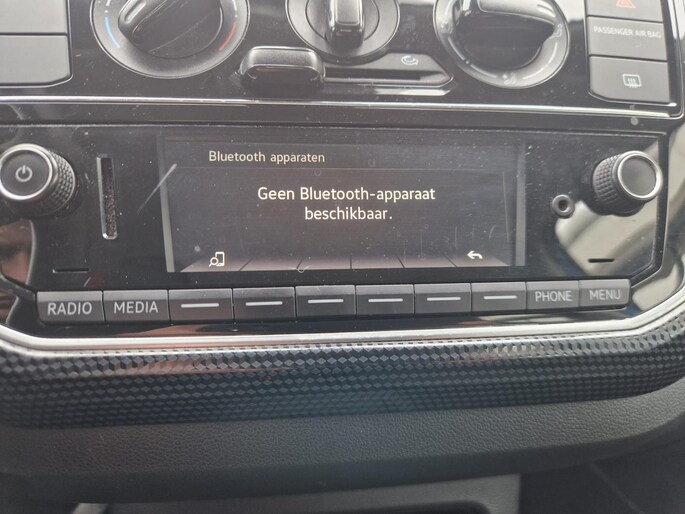 PASSENGER AIR BAG
Bluetooth apparaten
Geen Bluetooth-apparaat
beschikbaar.
RADIO
MEDIA
PHONE
MENU